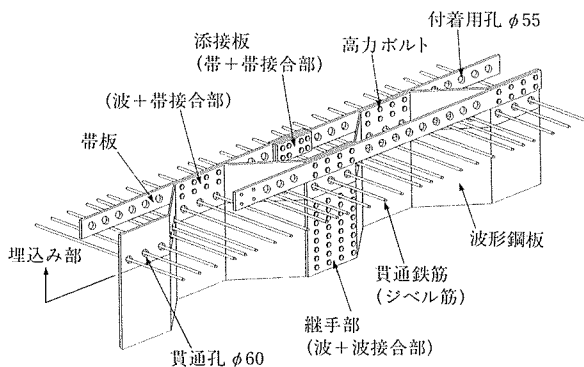 付着用孔 φ55
添接板
(帯+帯接合部)
高力ボルト
(波+帯接合部)
帯板
埋込み部
波形鋼板
貫通鉄筋
(ジベル筋)
継手部
(波+波接合部)
貫通孔 φ60